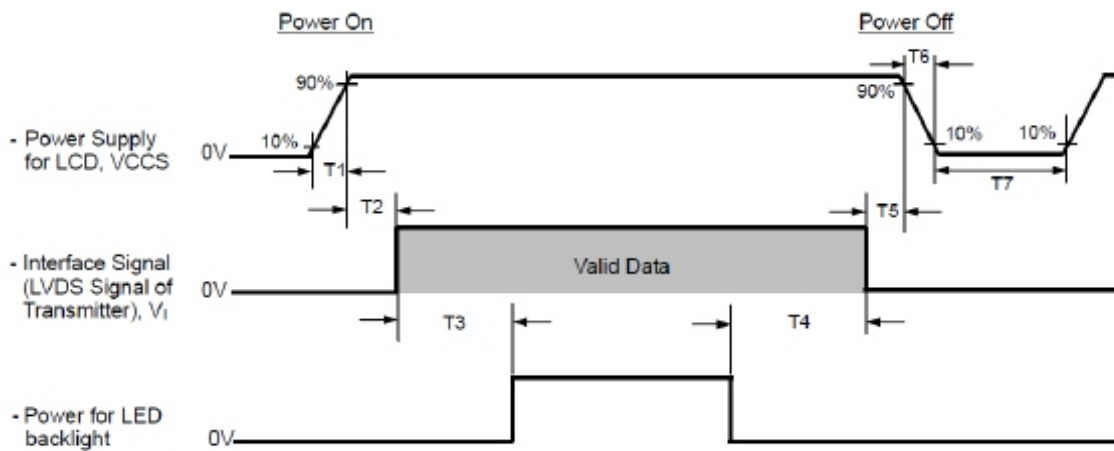 Power On
Power Off
T6
90%
90%
- Power Supply
for LCD, VCCS
0V
10%
10%
10%
T1
T7
T2
T5
- Interface Signal
(LVDS Signal of
Transmitter), VI
0V
Valid Data
T3
T4
- Power for LED
backlight
0V